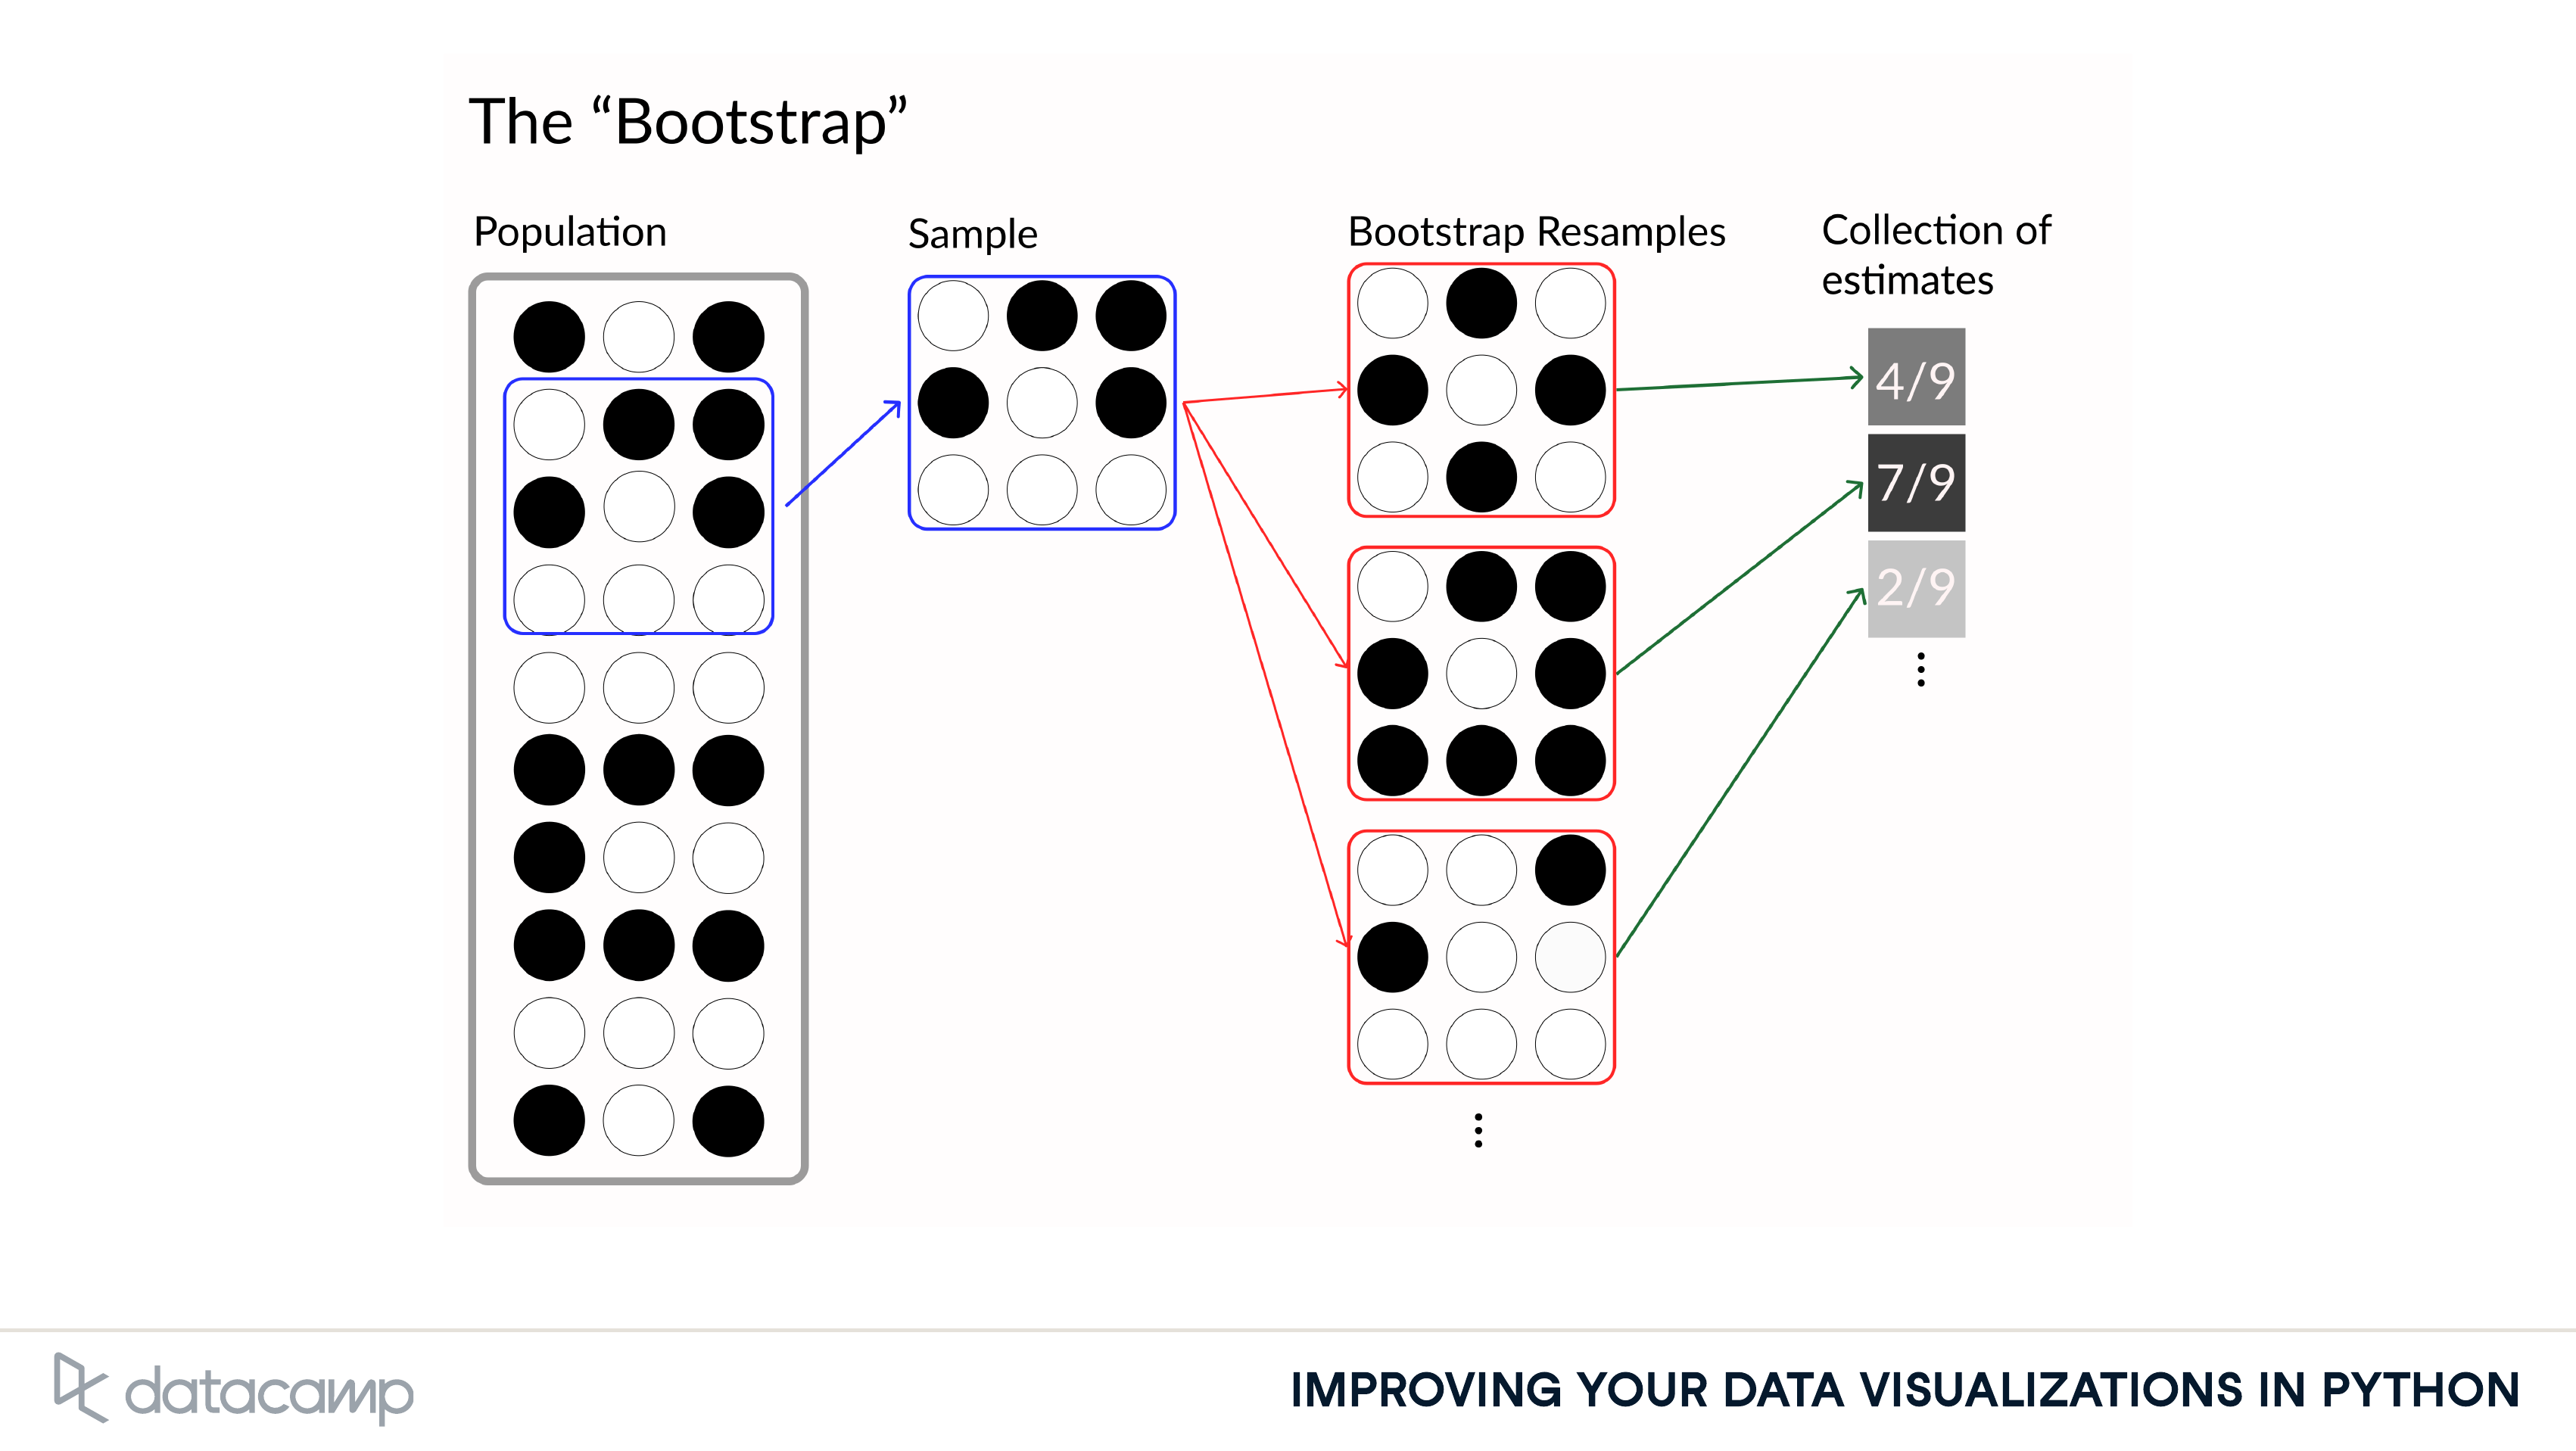 The “Bootstrap”
Population
Sample
Bootstrap Resamples
Collection of
estimates
4/9
7/9
2/9
datacamp
IMPROVING YOUR DATA VISUALIZATIONS IN PYTHON